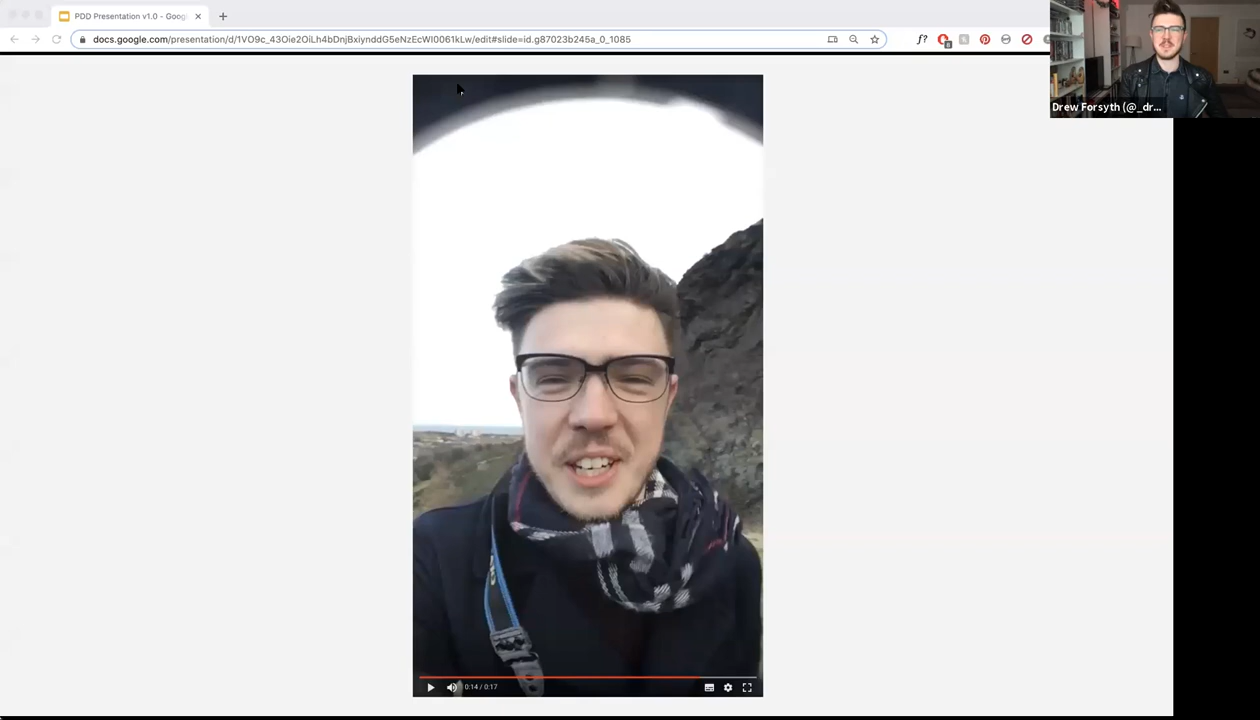 PDD Presentation v1.0 - Goog
docs.google.com/presentation/d/1VO9c_43Oie2OiLh4bDnjBxiynddG5eNzEcWI0061kLw/edit#slide=id.g87023b245a_0_1085
f?
Drew Forsyth (@_dr...
0:14 / 0:17